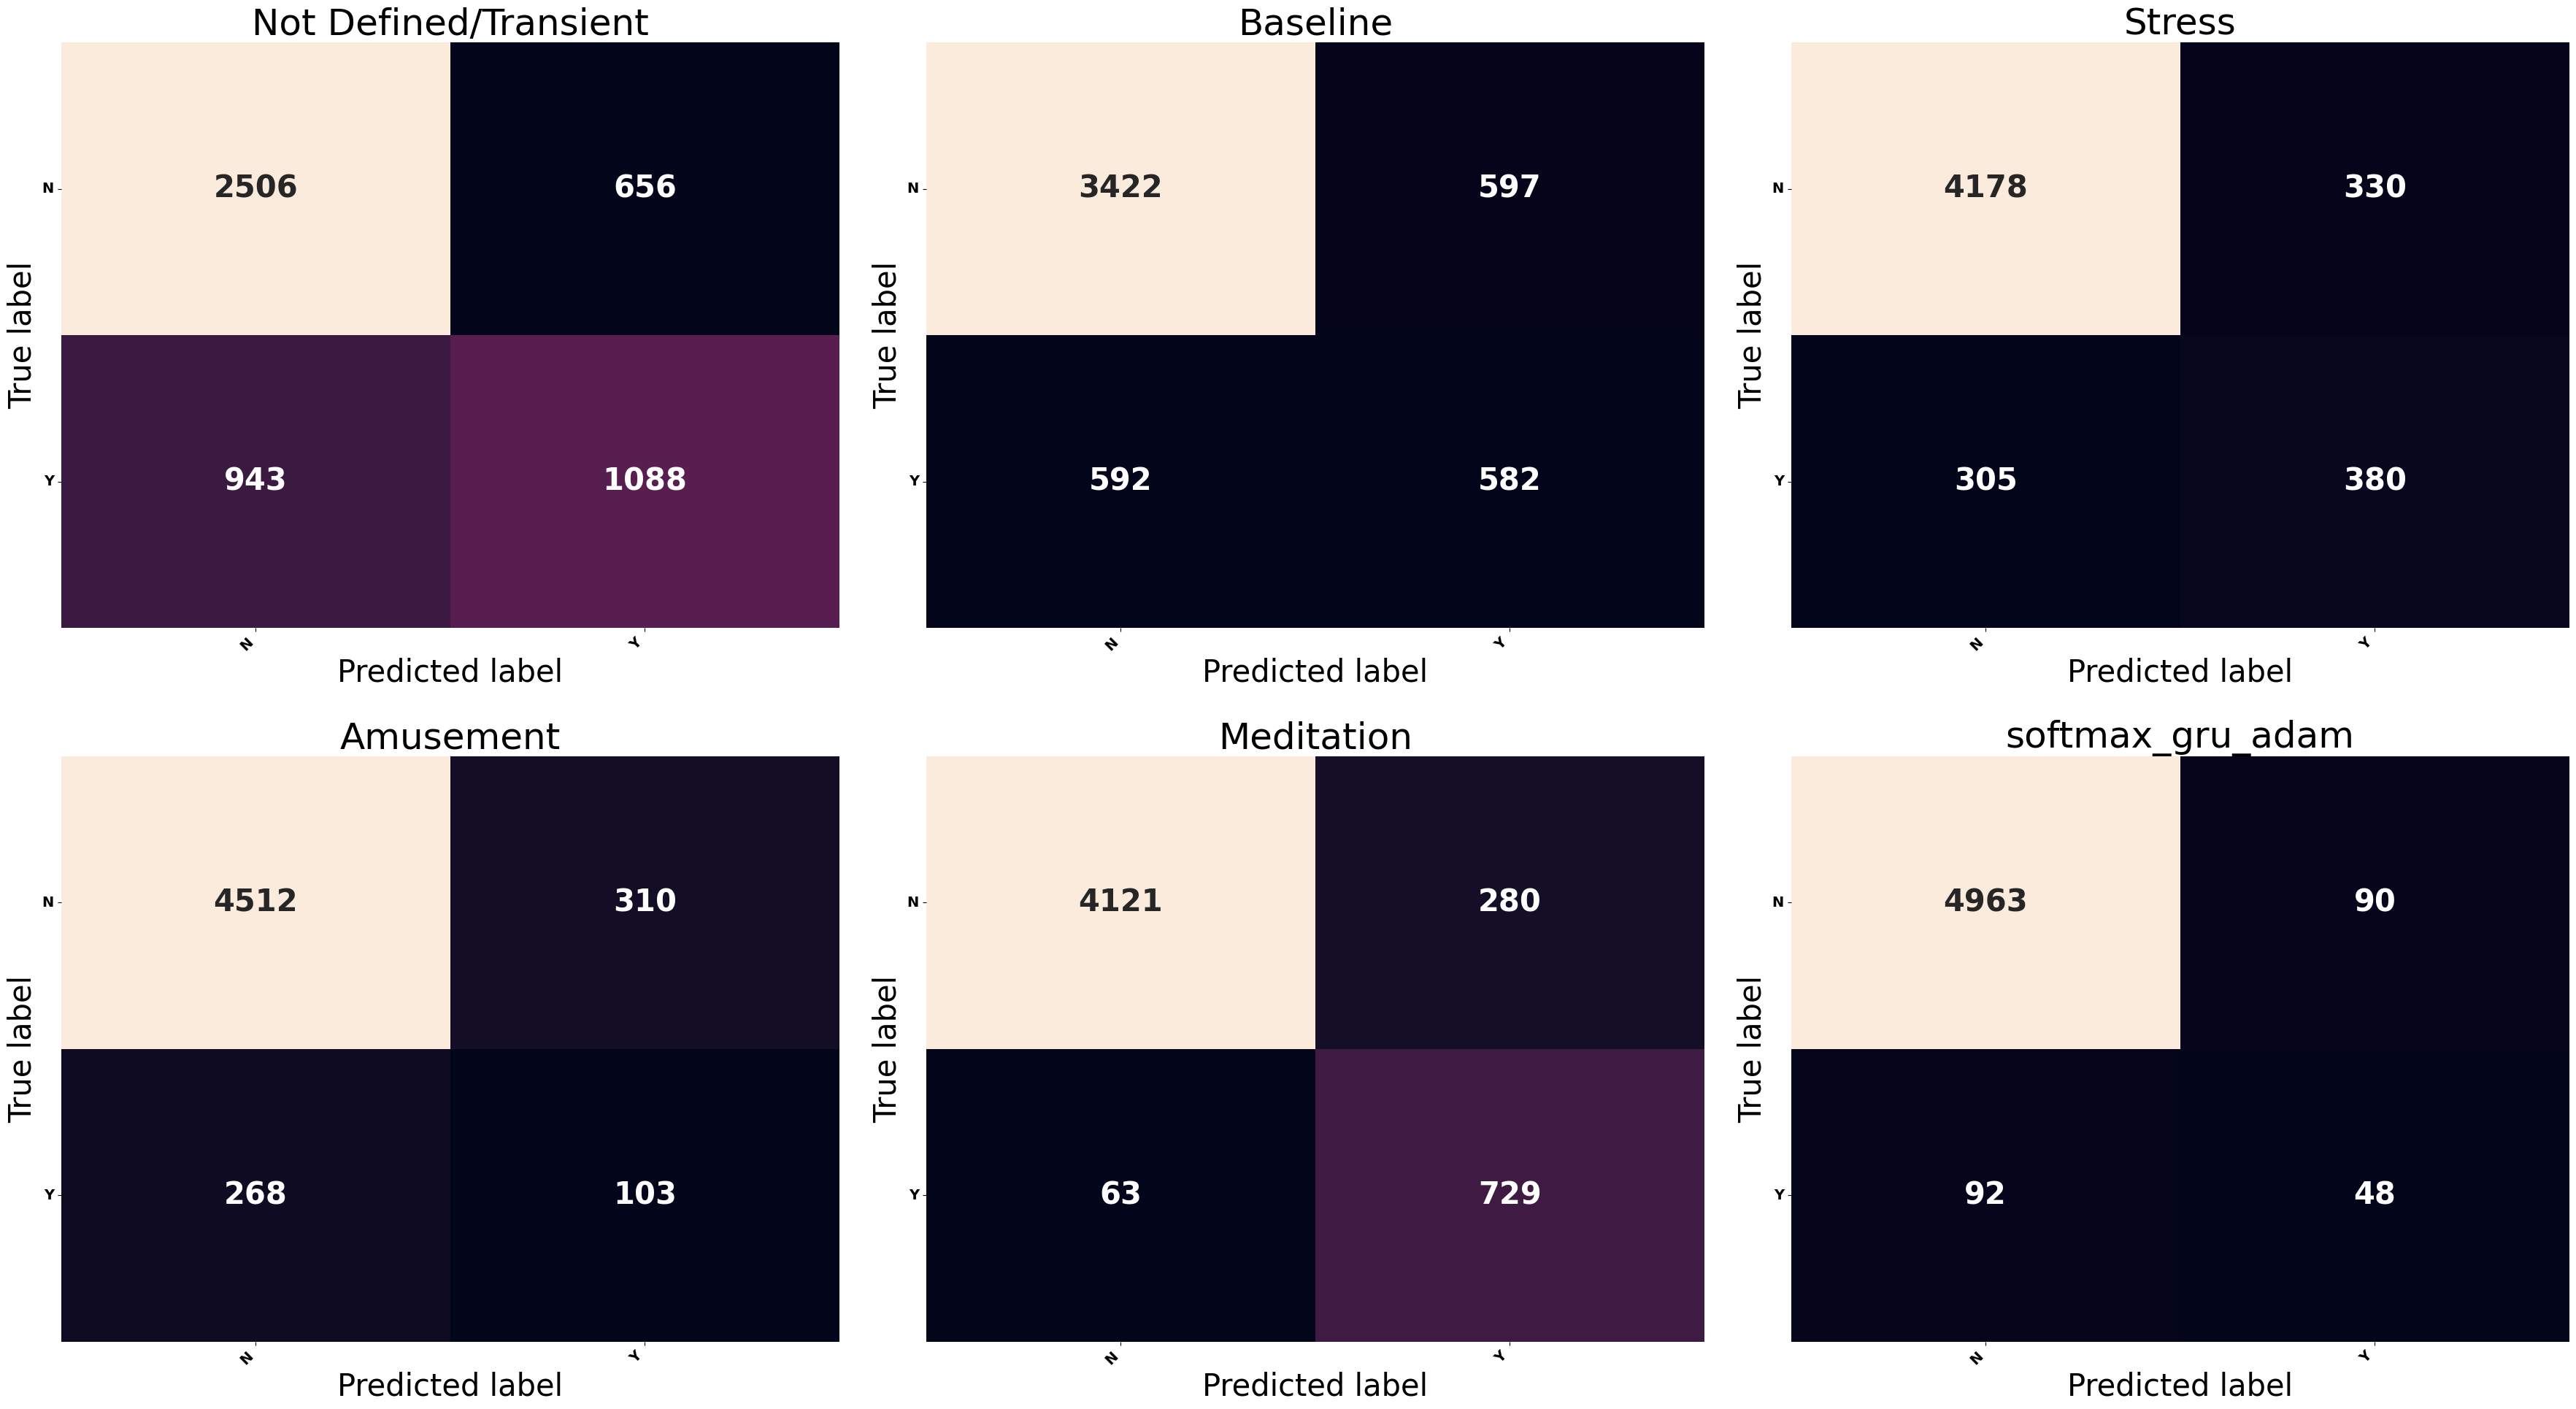 Not Defined/Transient
True label
N
2506
656
Y
943
1088
N
Y
Predicted label
Baseline
True label
N
3422
597
Y
592
582
N
Y
Predicted label
Stress
True label
N
4178
330
Y
305
380
N
Y
Predicted label
Amusement
True label
N
4512
310
Y
268
103
N
Y
Predicted label
Meditation
True label
N
4121
280
Y
63
729
N
Y
Predicted label
softmax_gru_adam
True label
N
4963
90
Y
92
48
N
Y
Predicted label